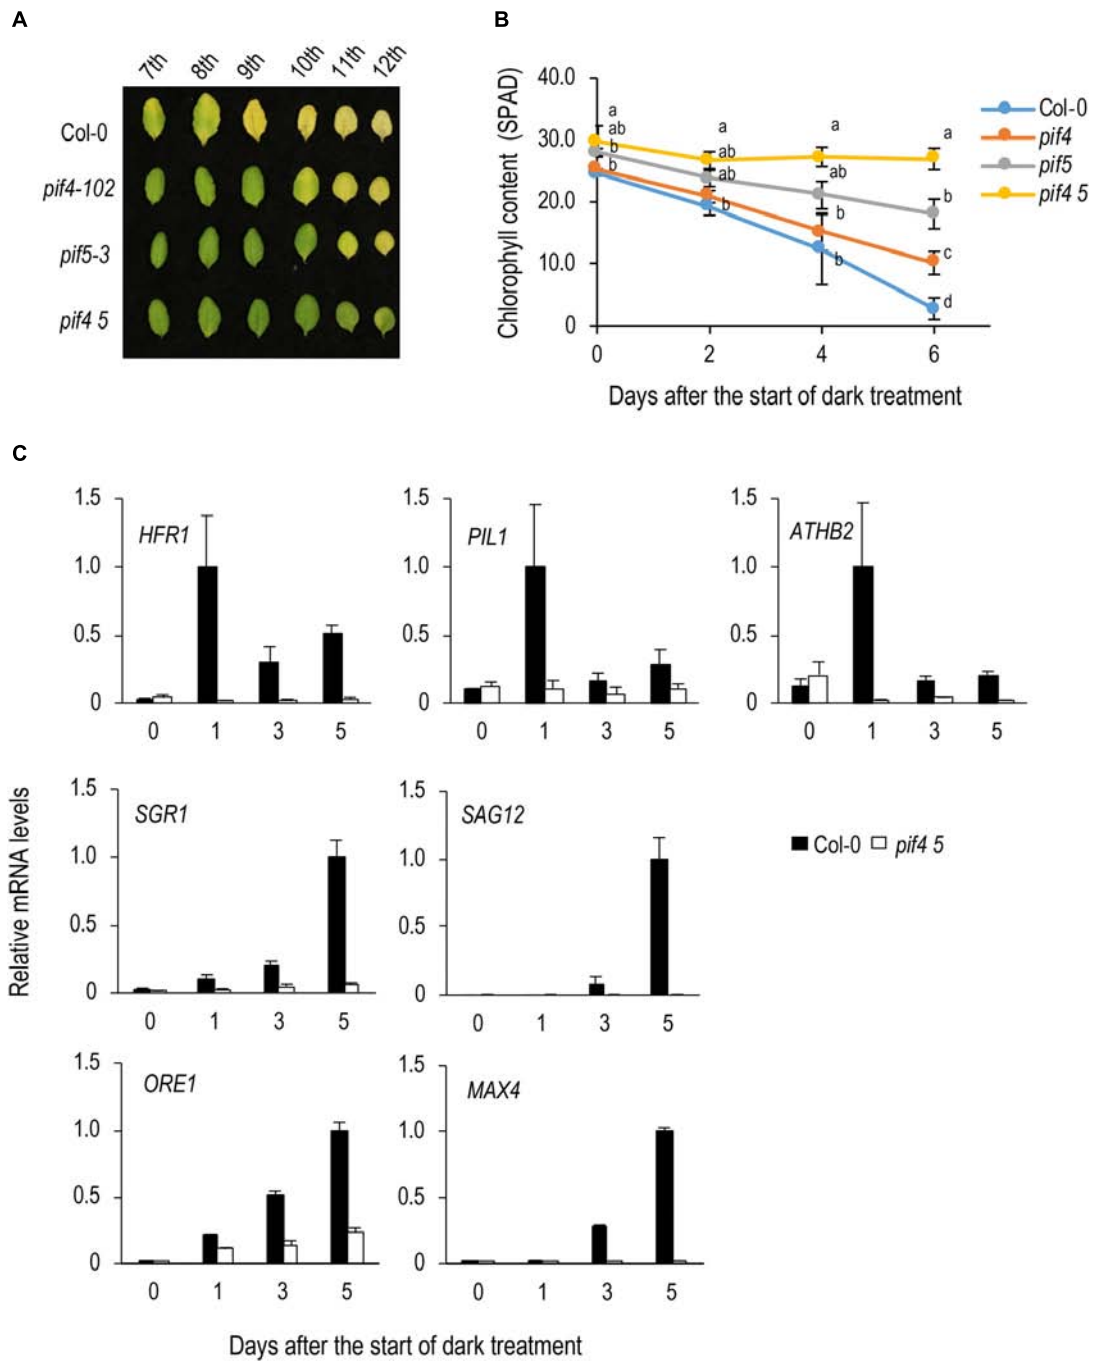 A
7th 8th 9th 10th 11th 12th
Col-0
pif4-102
pif5-3
pif4 5
B
Chlorophyll content (SPAD)
40.0
30.0
20.0
10.0
0
a
ab
b
b
a
ab
ab
b
a
ab
b
b
a
b
c
d
0 2 4 6
Days after the start of dark treatment
Col-0
pif4
pif5
pif4 5
C
Relative mRNA levels
HFR1
1.5
1.0
0.5
0
0 1 3 5
PIL1
1.5
1.0
0.5
0
0 1 3 5
ATHB2
1.5
1.0
0.5
0
0 1 3 5
SGR1
1.5
1.0
0.5
0
0 1 3 5
SAG12
1.5
1.0
0.5
0
0 1 3 5
Col-0 pif4 5
ORE1
1.5
1.0
0.5
0
0 1 3 5
MAX4
1.5
1.0
0.5
0
0 1 3 5
Days after the start of dark treatment